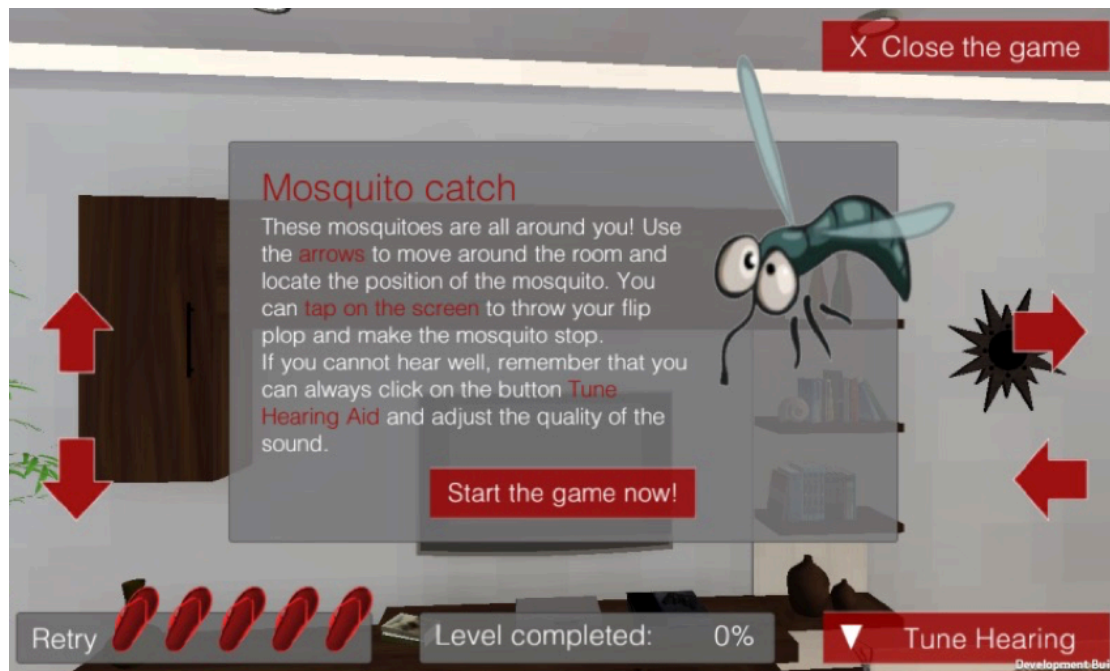 X Close the game
Mosquito catch
These mosquitoes are all around you! Use
the arrows to move around the room and
locate the position of the mosquito. You
can tap on the screen to throw your flip
plop and make the mosquito stop.
If you cannot hear well, remember that you
can always click on the button Tune
Hearing Aid and adjust the quality of the
sound.
Start the game now!
Retry
Level completed: 0%
Tune Hearing
Development